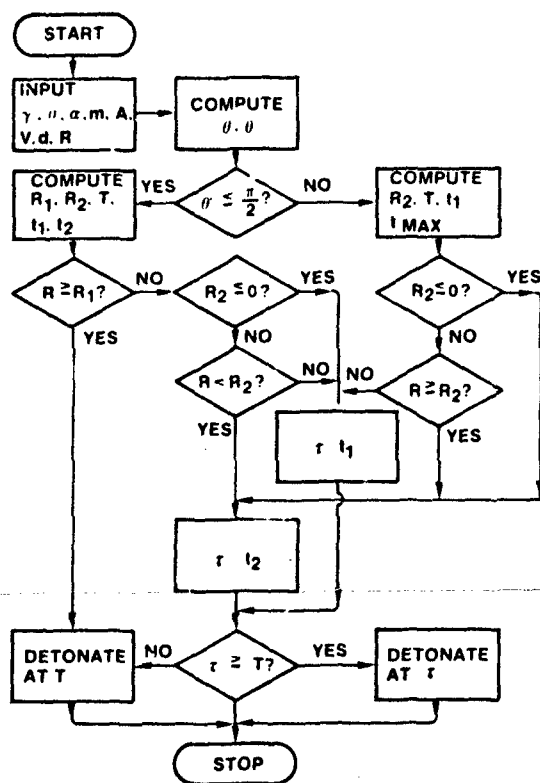 START
INPUT
γ. α. m. A.
V. d. R
COMPUTE
θ. θ
θ ≦ π/2?
YES
NO
COMPUTE
R₁. R₂. T.
t₁. t₂
COMPUTE
R₂. T. t₁
t MAX
R ≧ R₁?
NO
YES
R₂ ≤ 0?
YES
NO
R₂ ≤ 0?
YES
NO
R < R₂?
NO
YES
R ≧ R₂?
NO
YES
τ t₁
τ t₂
τ ≧ T?
NO
YES
DETONATE
AT T
DETONATE
AT τ
STOP